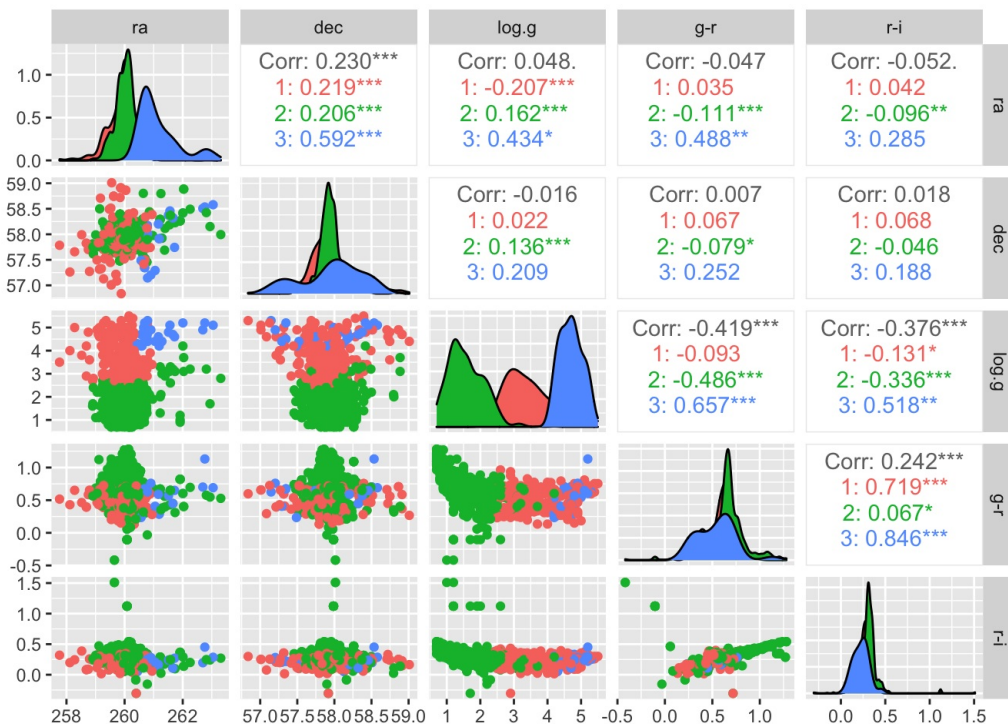 ra dec log.g g-r r-i
Corr: 0.230*** Corr: 0.048. Corr: -0.047 Corr: -0.052.
1: 0.219*** 1: -0.207*** 1: 0.035 1: 0.042
2: 0.206*** 2: 0.162*** 2: -0.111*** 2: -0.096**
3: 0.592*** 3: 0.434* 3: 0.488** 3: 0.285
1.0
0.5
0.0
ra
Corr: -0.016 Corr: 0.007 Corr: 0.018
1: 0.022 1: 0.067 1: 0.068
2: 0.136*** 2: -0.079* 2: -0.046
3: 0.209 3: 0.252 3: 0.188
59.0
58.5
58.0
57.5
57.0
dec
Corr: -0.419*** Corr: -0.376***
1: -0.093 1: -0.131*
2: -0.486*** 2: -0.336***
3: 0.657*** 3: 0.518**
5
4
3
2
1
log.g
Corr: 0.242***
1: 0.719***
2: 0.067*
3: 0.846***
1.0
0.5
0.0
-0.5
g-r
1.5
1.0
0.5
0.0
r-i
258 260 262 57.0 57.5 58.0 58.5 59.0 1 2 3 4 5 -0.5 0.0 0.5 1.0 0.0 0.5 1.0 1.5